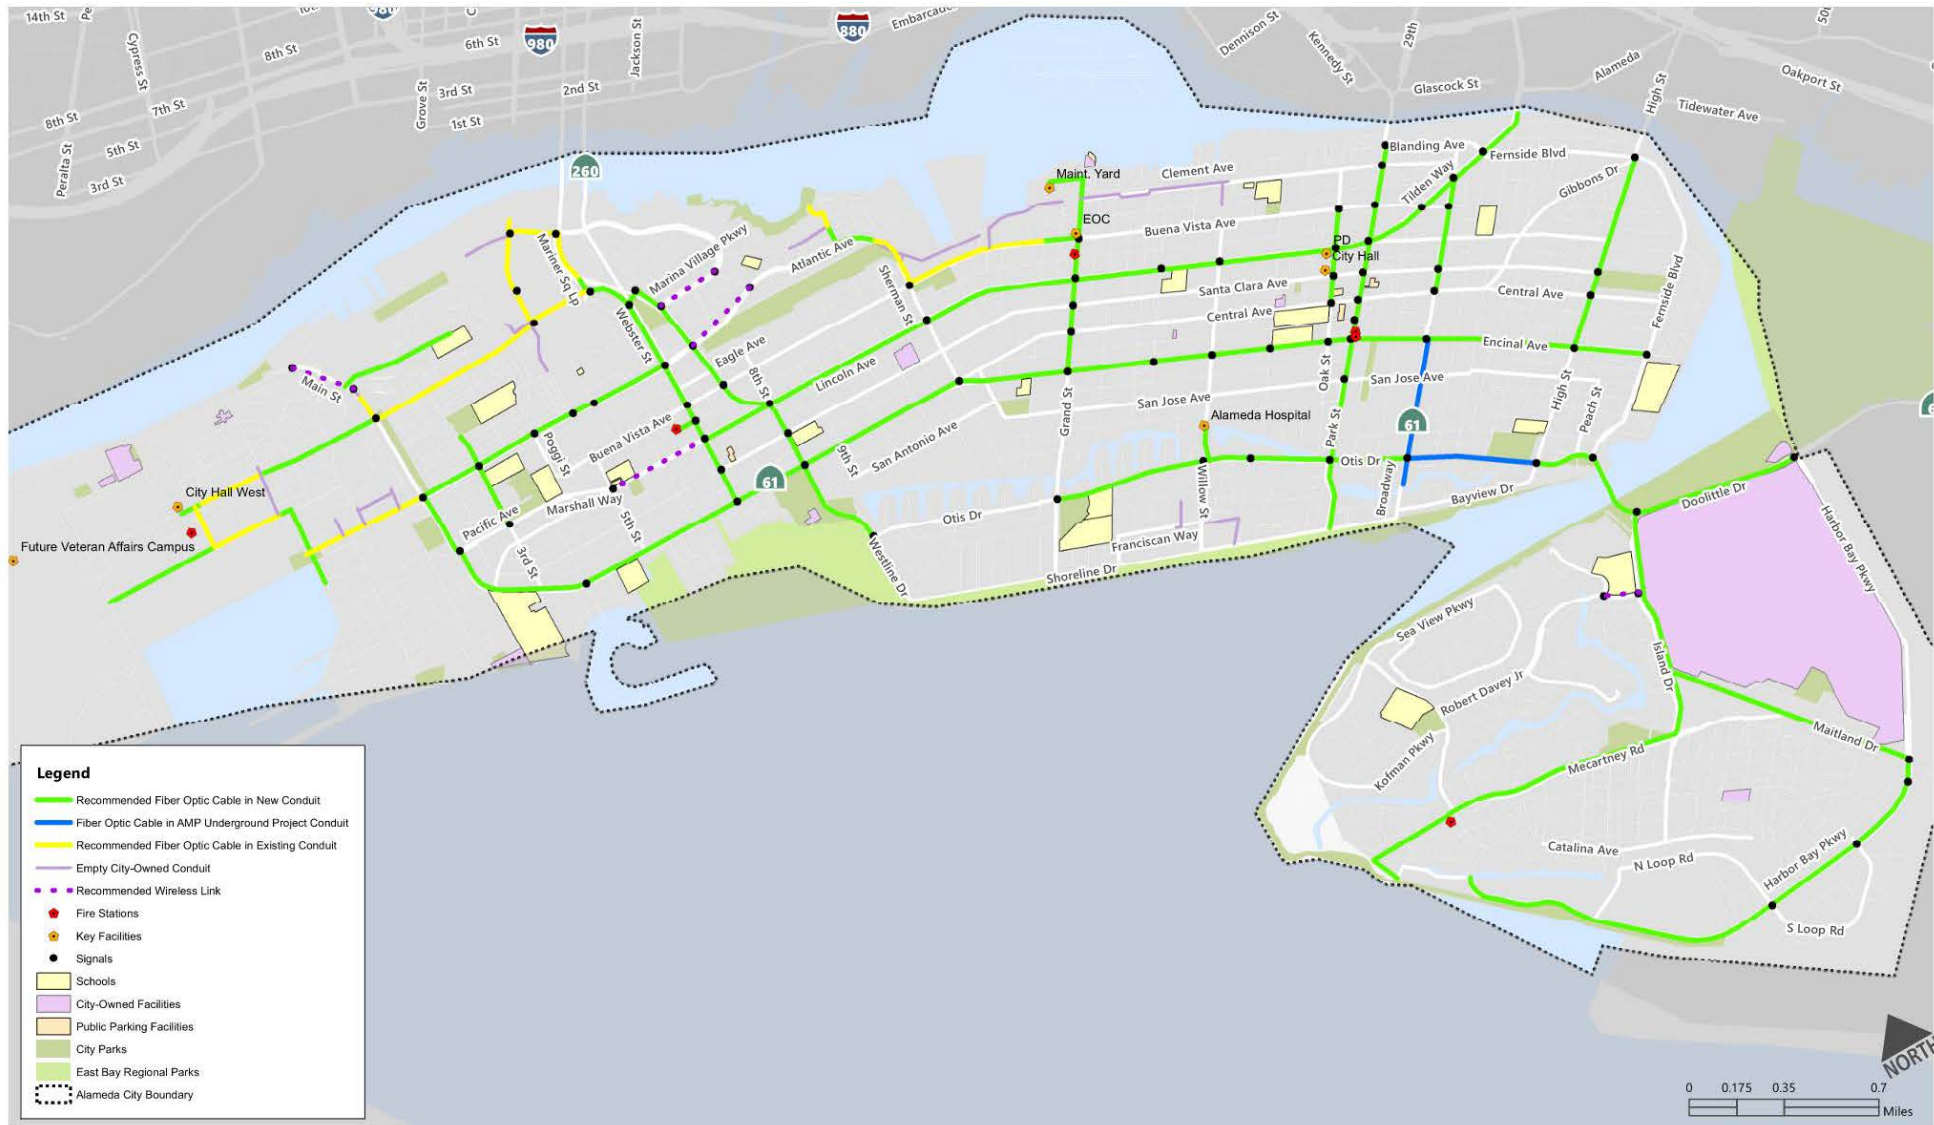 14th St
Cypress St
8th St
6th St
980
Jackson St
880
Dennison St
Kennedy St
29th
Glascock St
Alameda
High St
Oakport St
Tidewater Ave
8th St
7th St
Grove St
3rd St
2nd St
1st St
5th St
Peralta St
3rd St
260
Maint. Yard
Clement Ave
Blanding Ave
Fernside Blvd
Tilden Way
Gibbons Dr
EOC
Buena Vista Ave
PD
City Hall
Mariner Sq Lp
Marina Village Pkwy
Atlantic Ave
Sherman St
Santa Clara Ave
Central Ave
Central Ave
Fernside Blvd
Webster St
Eagle Ave
8th St
Lincoln Ave
Encinal Ave
Oak St
San Jose Ave
San Jose Ave
High St
Peach St
Main St
Grand St
Alameda Hospital
Park St
61
Buena Vista Ave
Poggi St
9th St
San Antonio Ave
Otis Dr
61
City Hall West
Marshall Way
Pacific Ave
5th St
Otis Dr
Willow St
Broadway
Bayview Dr
Doolittle Dr
Harbor Bay Pkwy
Future Veteran Affairs Campus
3rd St
Westline Dr
Franciscan Way
Shoreline Dr
Sea View Pkwy
Island Dr
Robert Davey Jr
Kofman Pkwy
Mecartney Rd
Maitland Dr
Catalina Ave
N Loop Rd
Harbor Bay Pkwy
S Loop Rd
Legend
Recommended Fiber Optic Cable in New Conduit
Fiber Optic Cable in AMP Underground Project Conduit
Recommended Fiber Optic Cable in Existing Conduit
Empty City-Owned Conduit
Recommended Wireless Link
Fire Stations
Key Facilities
Signals
Schools
City-Owned Facilities
Public Parking Facilities
City Parks
East Bay Regional Parks
Alameda City Boundary
NORTH
0 0.175 0.35 0.7
Miles